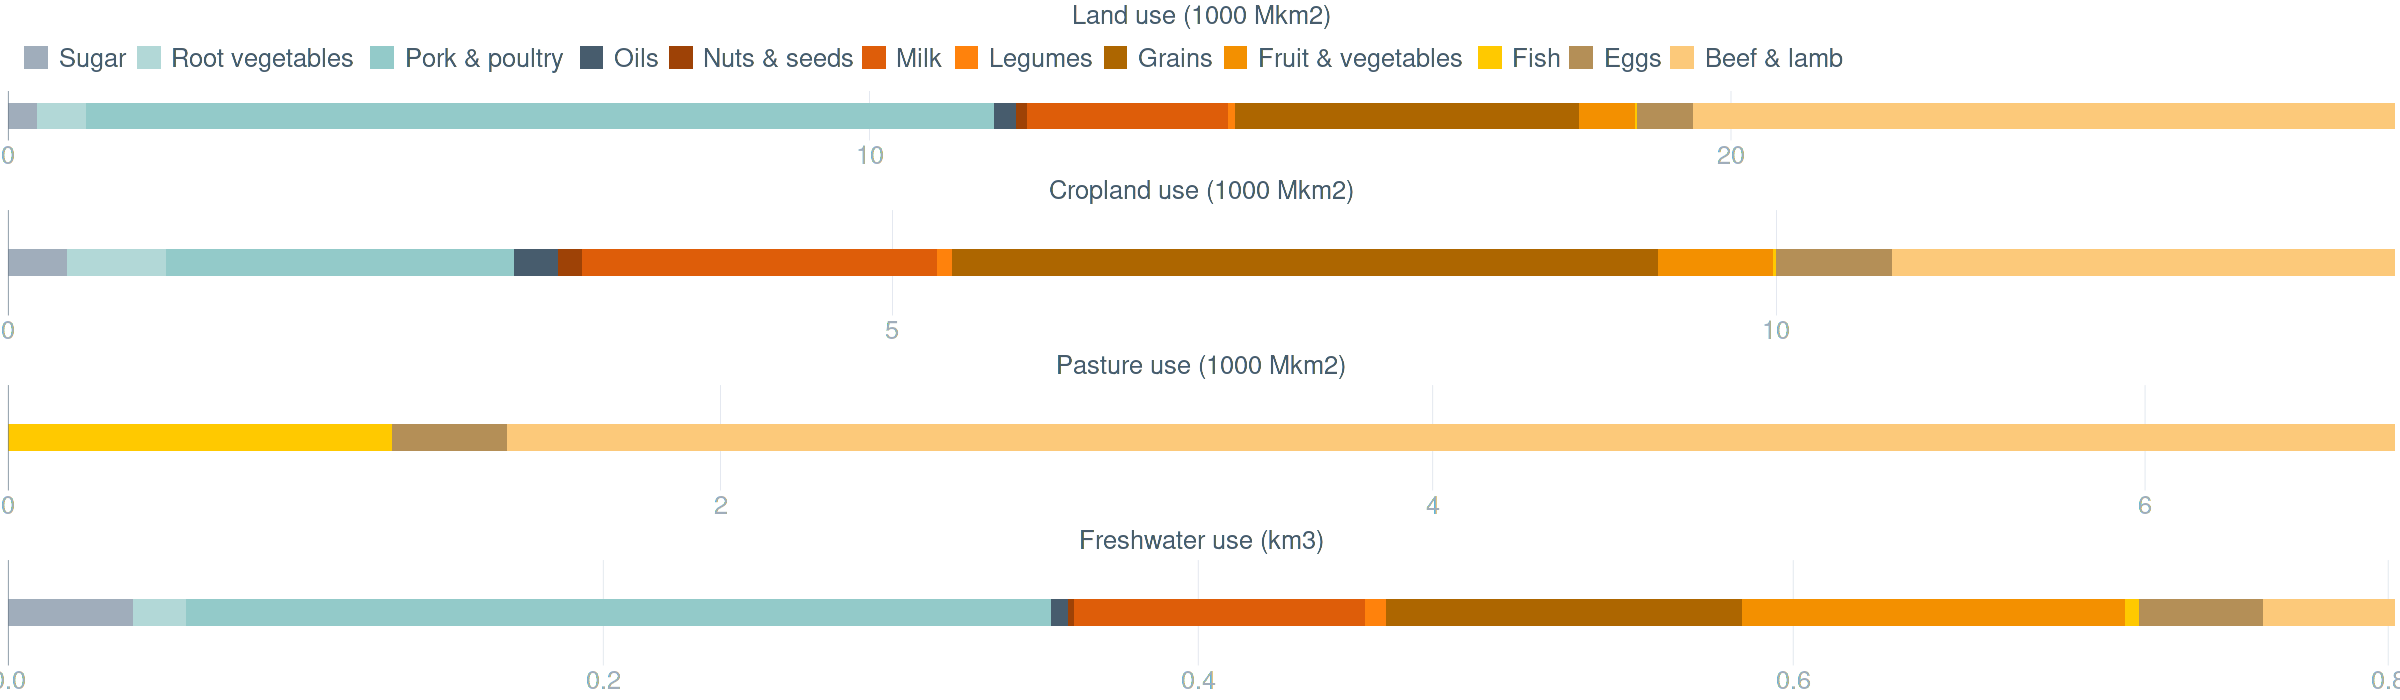 Land use (1000 Mkm2)
Sugar Root vegetables Pork & poultry Oils Nuts & seeds Milk Legumes Grains Fruit & vegetables Fish Eggs Beef & lamb
0 10 20
Cropland use (1000 Mkm2)
0 5 10
Pasture use (1000 Mkm2)
0 2 4 6
Freshwater use (km3)
0.0 0.2 0.4 0.6 0.8